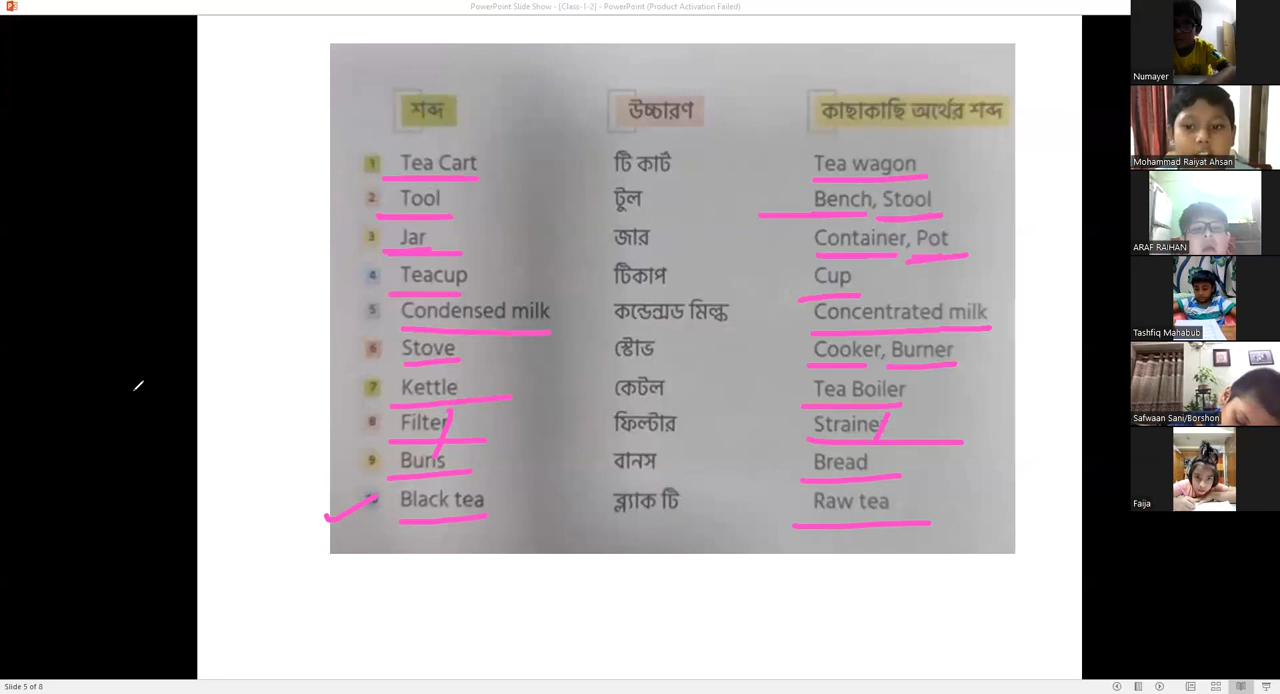 PowerPoint Slide Show - [Class-1-2] - PowerPoint (Product Activation Failed)
শব্দ উচ্চারণ কাছাকাছি অর্থের শব্দ
1 Tea Cart টি কার্ট Tea wagon
2 Tool টুল Bench, Stool
3 Jar জার Container, Pot
4 Teacup টিকাপ Cup
5 Condensed milk কন্ডেন্সড মিল্ক Concentrated milk
6 Stove স্টোভ Cooker, Burner
7 Kettle কেটল Tea Boiler
8 Filter ফিল্টার Strainer
9 Buns বানস Bread
Black tea ব্ল্যাক টি Raw tea
Numayer
Mohammad Raiyat Ahsan
ARAF RAIHAN
Tashfiq Mahabub
Safwaan Sani/Borshon
Faija
Slide 5 of 8